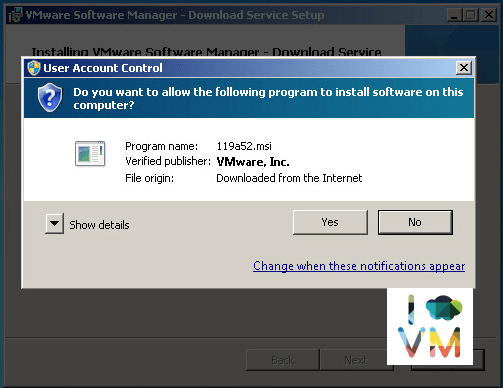 VMware Software Manager - Download Service Setup
Installing VMware Software Manager - Download Service
User Account Control
Do you want to allow the following program to install software on this
computer?
Program name: 119a52.msi
Verified publisher: VMware, Inc.
File origin: Downloaded from the Internet
Show details
Yes
No
Change when these notifications appear
I
VM
Back
Next